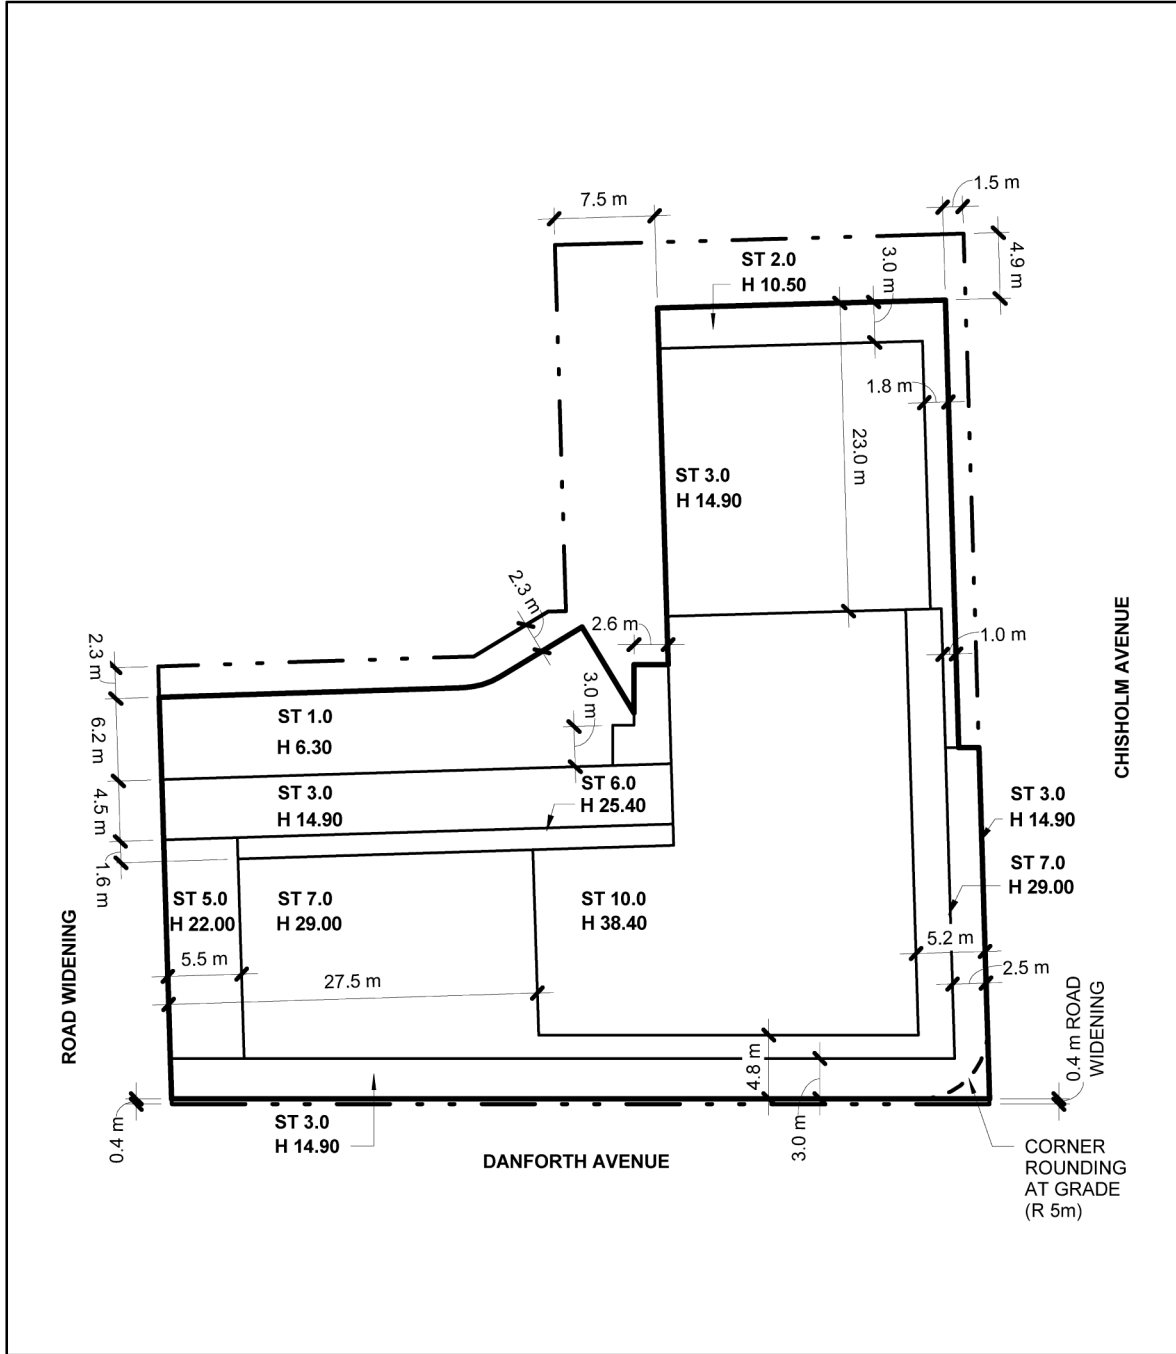 7.5 m
1.5 m
4.9 m
ST 2.0
H 10.50
3.0 m
1.8 m
23.0 m
ST 3.0
H 14.90
2.3 m
2.6 m
1.0 m
CHISHOLM AVENUE
2.3 m
3.0 m
ST 1.0
H 6.30
6.2 m
ST 6.0
H 25.40
ST 3.0
H 14.90
4.5 m
ST 3.0
H 14.90
1.6 m
ST 7.0
H 29.00
ST 5.0
H 22.00
ST 7.0
H 29.00
ST 10.0
H 38.40
5.2 m
5.5 m
2.5 m
27.5 m
ROAD WIDENING
0.4 m ROAD
WIDENING
4.8 m
3.0 m
0.4 m
ST 3.0
H 14.90
DANFORTH AVENUE
CORNER
ROUNDING
AT GRADE
(R 5m)